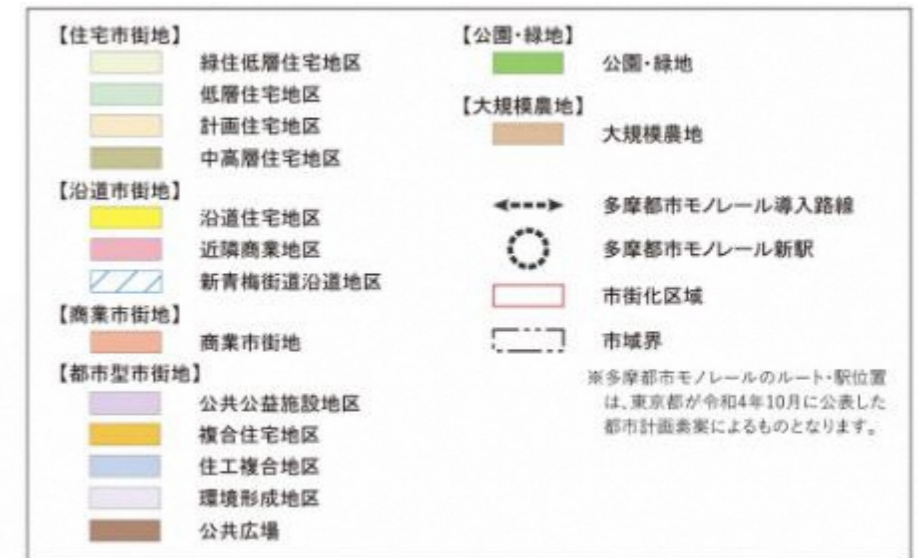 【住宅市街地】
緑住低層住宅地区
低層住宅地区
計画住宅地区
中高層住宅地区
【沿道市街地】
沿道住宅地区
近隣商業地区
新青梅街道沿道地区
【商業市街地】
商業市街地
【都市型市街地】
公共公益施設地区
複合住宅地区
住工複合地区
環境形成地区
公共広場
【公園・緑地】
公園・緑地
【大規模農地】
大規模農地
多摩都市モノレール導入路線
多摩都市モノレール新駅
市街化区域
市域界
※多摩都市モノレールのルート・駅位置
は、東京都が令和4年10月に公表した
都市計画素案によるものとなります。